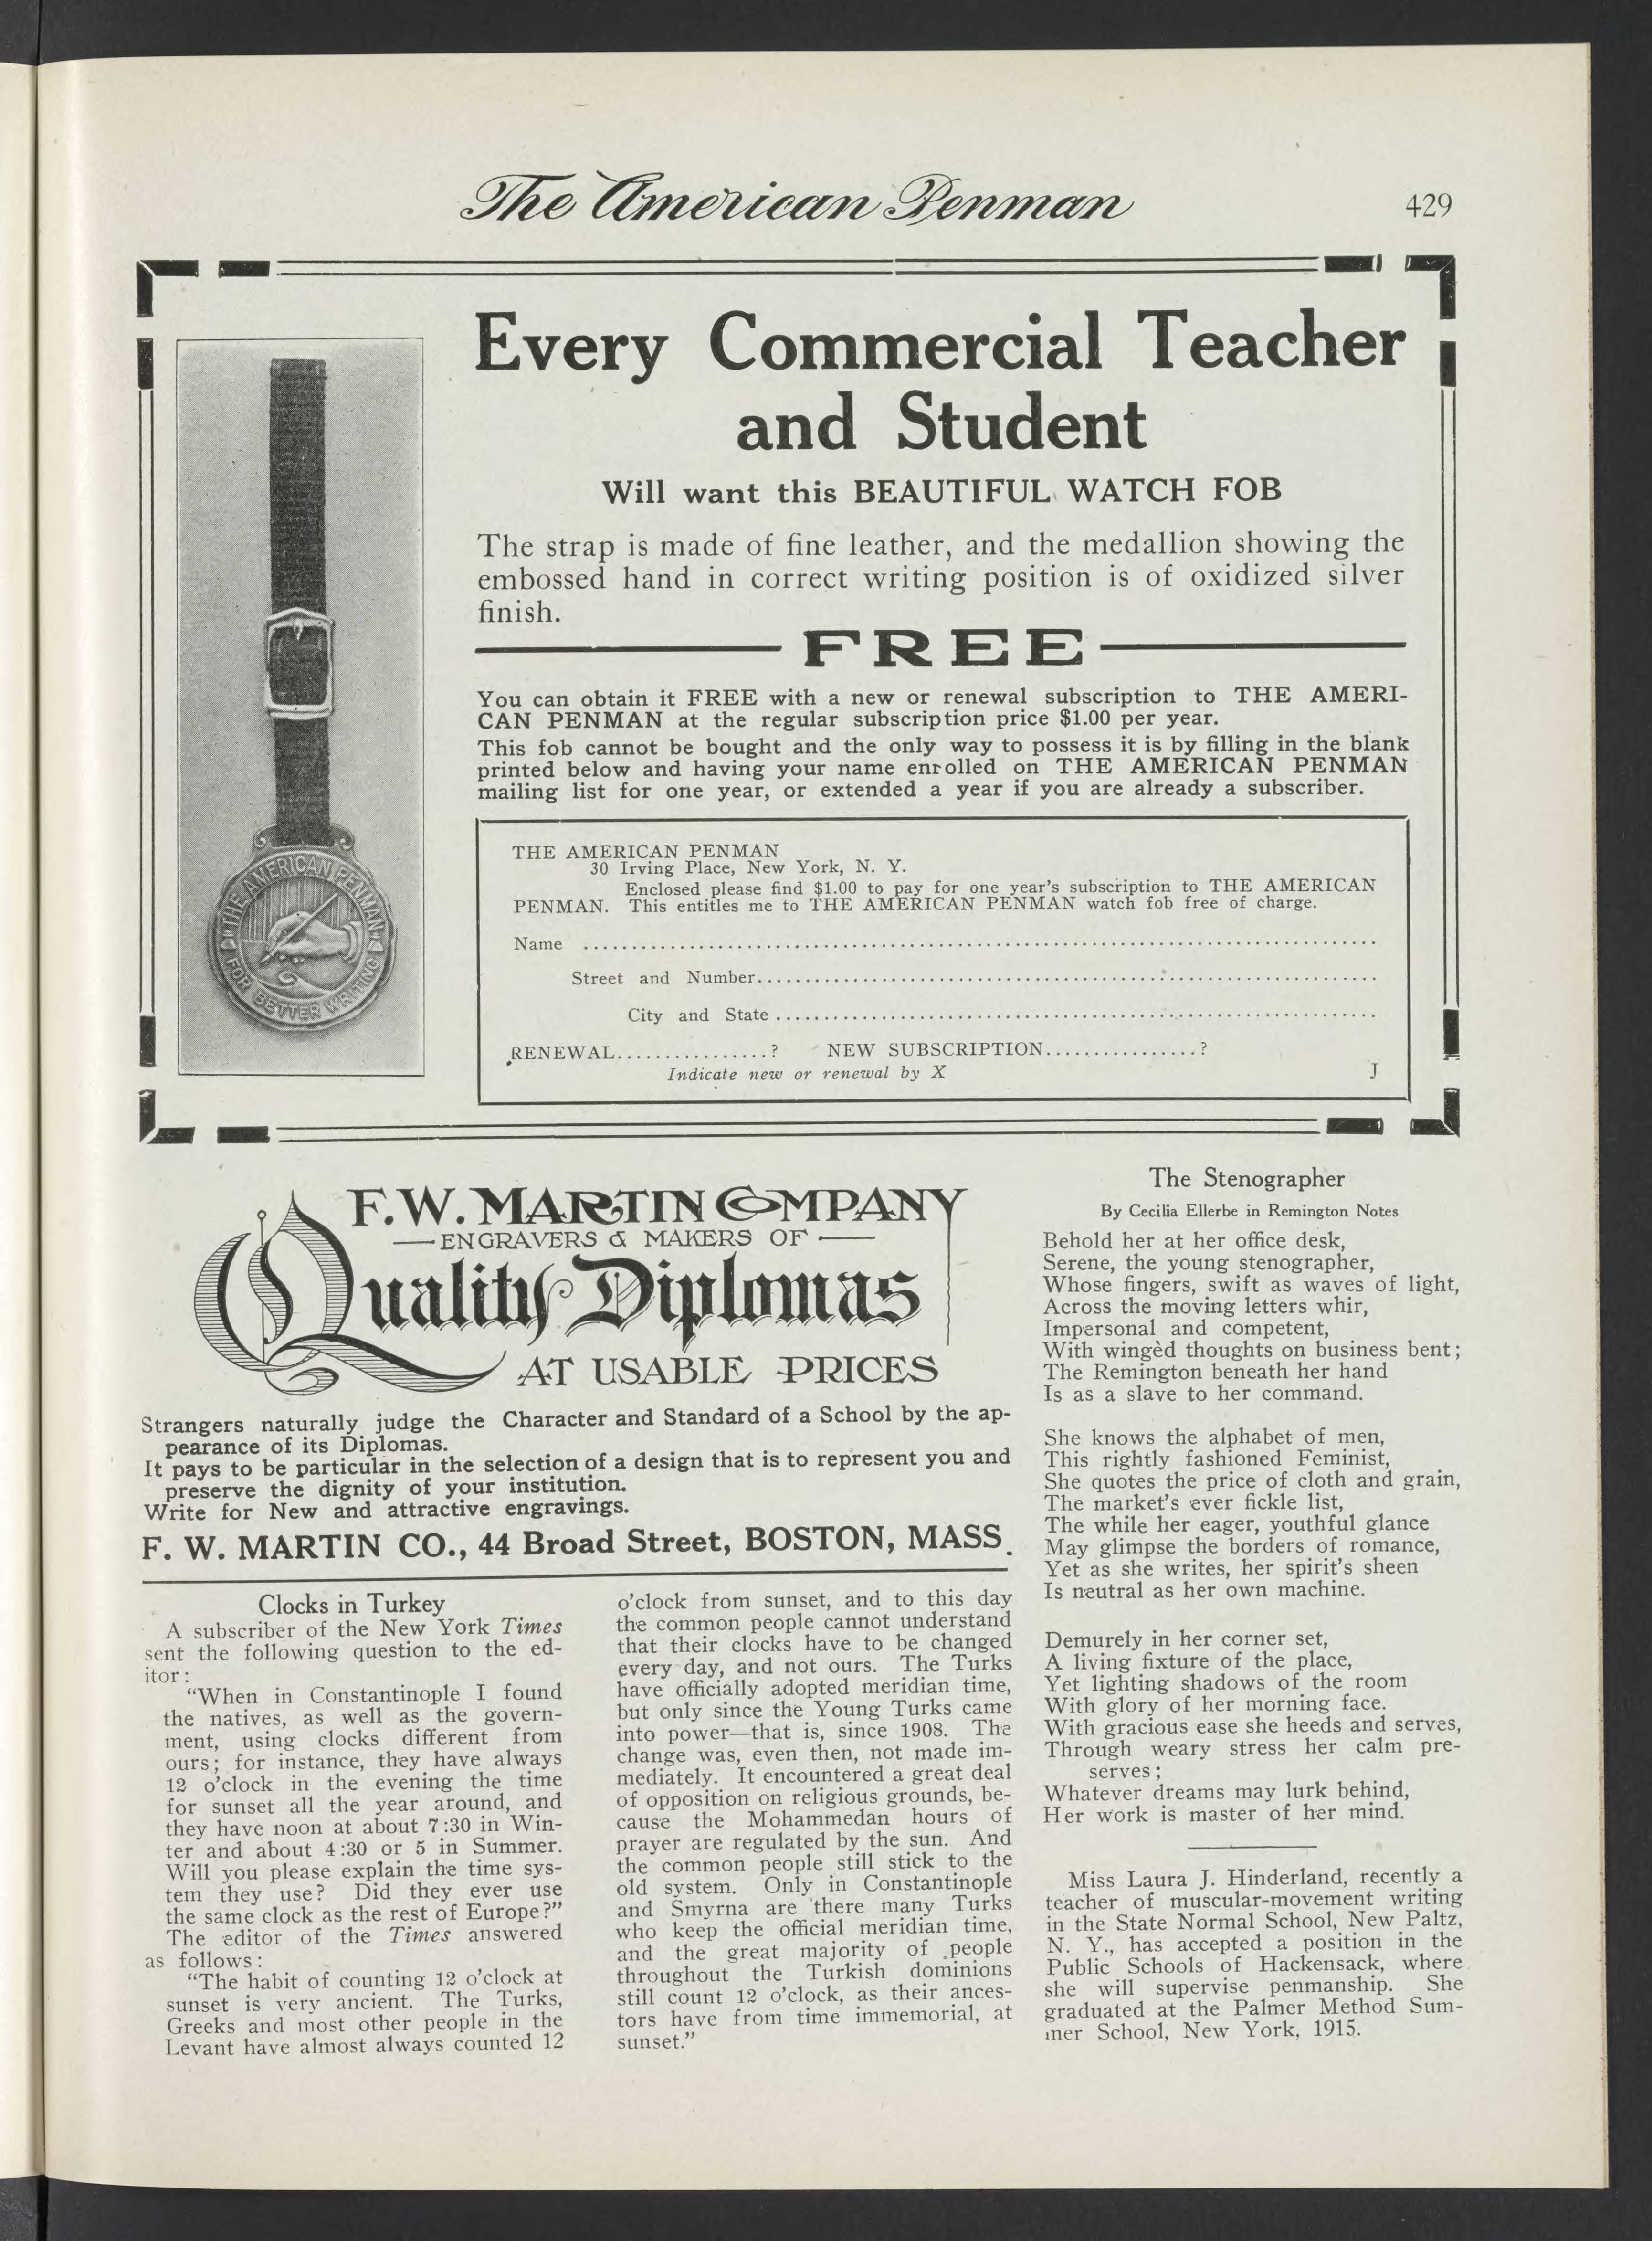 The American Penman
429
Every Commercial Teacher
and Student
Will want this BEAUTIFUL WATCH FOB
The strap is made of fine leather, and the medallion showing the
embossed hand in correct writing position is of oxidized silver
finish.
FREE
You can obtain it FREE with a new or renewal subscription to THE AMERI-
CAN PENMAN at the regular subscription price $1.00 per year.
This fob cannot be bought and the only way to possess it is by filling in the blank
printed below and having your name enrolled on THE AMERICAN PENMAN
mailing list for one year, or extended a year if you are already a subscriber.
THE AMERICAN PENMAN
FOR BETTER WRITING
THE AMERICAN PENMAN
30 Irving Place, New York, N. Y.
Enclosed please find $1.00 to pay for one year's subscription to THE AMERICAN
PENMAN. This entitles me to THE AMERICAN PENMAN watch fob free of charge.
Name ................................................................
Street and Number................................................................
City and State ................................................................
RENEWAL................? NEW SUBSCRIPTION................?
Indicate new or renewal by X
J
F. W. MARTIN COMPANY
ENGRAVERS & MAKERS OF
Quality Diplomas
AT USABLE PRICES
Strangers naturally judge the Character and Standard of a School by the ap-
pearance of its Diplomas.
It pays to be particular in the selection of a design that is to represent you and
preserve the dignity of your institution.
Write for New and attractive engravings.
F. W. MARTIN CO., 44 Broad Street, BOSTON, MASS.
Clocks in Turkey
A subscriber of the New York Times
sent the following question to the ed-
itor:
"When in Constantinople I found
the natives, as well as the govern-
ment, using clocks different from
ours; for instance, they have always
12 o'clock in the evening the time
for sunset all the year around, and
they have noon at about 7:30 in Win-
ter and about 4:30 or 5 in Summer.
Will you please explain the time sys-
tem they use? Did they ever use
the same clock as the rest of Europe?"
The editor of the Times answered
as follows:
"The habit of counting 12 o'clock at
sunset is very ancient. The Turks,
Greeks and most other people in the
Levant have almost always counted 12
o'clock from sunset, and to this day
the common people cannot understand
that their clocks have to be changed
every day, and not ours. The Turks
have officially adopted meridian time,
but only since the Young Turks came
into power—that is, since 1908. The
change was, even then, not made im-
mediately. It encountered a great deal
of opposition on religious grounds, be-
cause the Mohammedan hours of
prayer are regulated by the sun. And
the common people still stick to the
old system. Only in Constantinople
and Smyrna are there many Turks
who keep the official meridian time,
and the great majority of people
throughout the Turkish dominions
still count 12 o'clock, as their ances-
tors have from time immemorial, at
sunset."
The Stenographer
By Cecilia Ellerbe in Remington Notes
Behold her at her office desk,
Serene, the young stenographer,
Whose fingers, swift as waves of light,
Across the moving letters whir,
Impersonal and competent,
With wingèd thoughts on business bent;
The Remington beneath her hand
Is as a slave to her command.
She knows the alphabet of men,
This rightly fashioned Feminist,
She quotes the price of cloth and grain,
The market's ever fickle list,
The while her eager, youthful glance
May glimpse the borders of romance,
Yet as she writes, her spirit's sheen
Is neutral as her own machine.
Demurely in her corner set,
A living fixture of the place,
Yet lighting shadows of the room
With glory of her morning face.
With gracious ease she heeds and serves,
Through weary stress her calm pre-
serves;
Whatever dreams may lurk behind,
Her work is master of her mind.
Miss Laura J. Hinderland, recently a
teacher of muscular-movement writing
in the State Normal School, New Paltz,
N. Y., has accepted a position in the
Public Schools of Hackensack, where
she will supervise penmanship. She
graduated at the Palmer Method Sum-
mer School, New York, 1915.